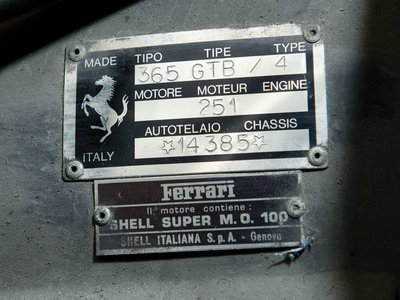 MADE TIPO TIPE TYPE
365 GTB / 4
MOTORE MOTEUR ENGINE
251
AUTOTELAIO CHASSIS
☆14385☆
ITALY
Ferrari
Il motore contiene:
SHELL SUPER M.O. 100
SHELL ITALIANA S.p.A. - Genova